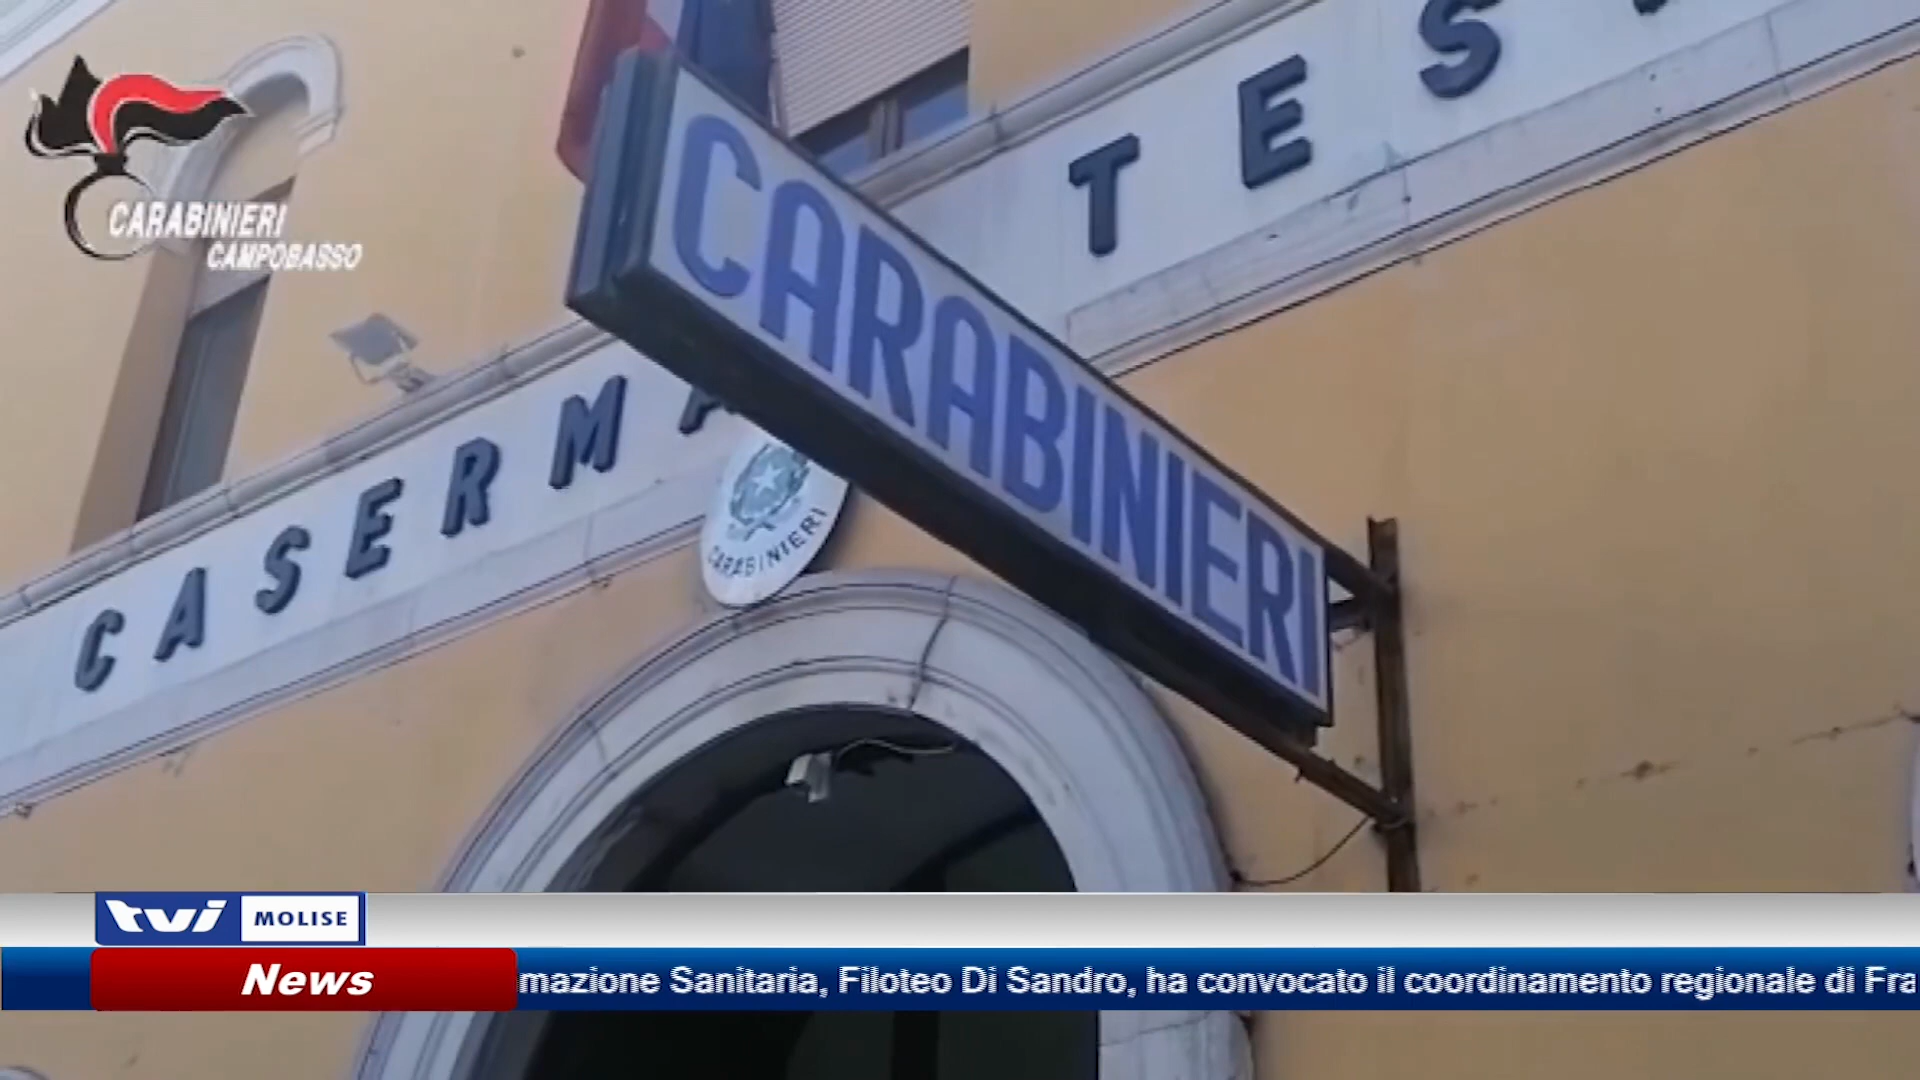 CARABINIERI
CAMPOBASSO
CASERMA TES
CARABINIERI
CARABINIERI
tvi MOLISE
News
mazione Sanitaria, Filoteo Di Sandro, ha convocato il coordinamento regionale di Fra